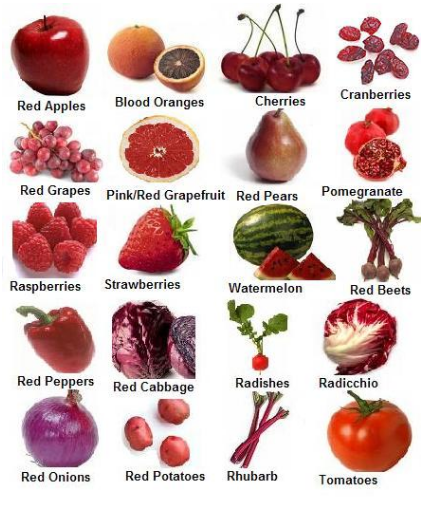 Red Apples
Blood Oranges
Cherries
Cranberries
Red Grapes
Pink/Red Grapefruit
Red Pears
Pomegranate
Raspberries
Strawberries
Watermelon
Red Beets
Red Peppers
Red Cabbage
Radishes
Radicchio
Red Onions
Red Potatoes
Rhubarb
Tomatoes